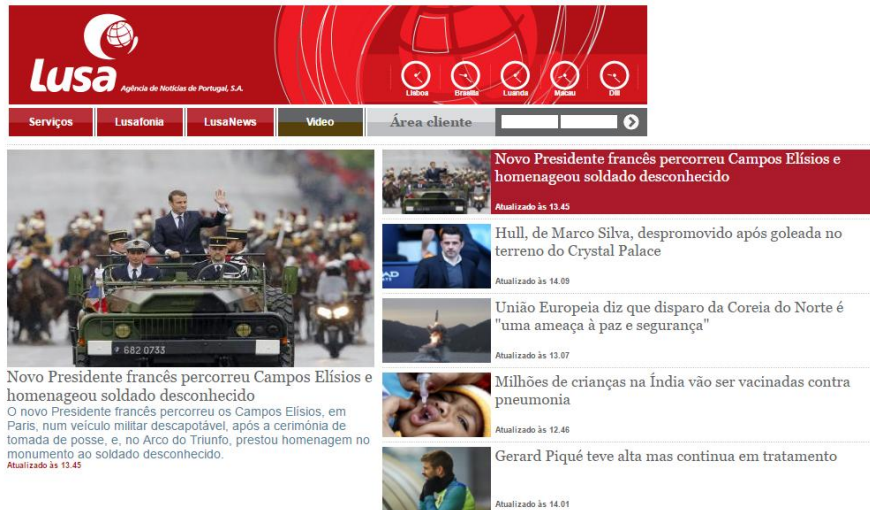 Lusa
Agência de Notícias de Portugal, S.A.
Lisboa
Brasília
Luanda
Macau
Dili
Serviços
Lusafonia
LusaNews
Video
Área cliente
682 0733
Novo Presidente francês percorreu Campos Elísios e
homenageou soldado desconhecido
O novo Presidente francês percorreu os Campos Elísios, em
Paris, num veículo militar descapotável, após a cerimónia de
tomada de posse, e, no Arco do Triunfo, prestou homenagem no
monumento ao soldado desconhecido.
Atualizado às 13.45
Novo Presidente francês percorreu Campos Elísios e
homenageou soldado desconhecido
Atualizado às 13.45
Hull, de Marco Silva, despromovido após goleada no
terreno do Crystal Palace
Atualizado às 14.09
União Europeia diz que disparo da Coreia do Norte é
"uma ameaça à paz e segurança"
Atualizado às 13.07
Milhões de crianças na Índia vão ser vacinadas contra
pneumonia
Atualizado às 12.46
Gerard Piqué teve alta mas continua em tratamento
Atualizado às 14.01